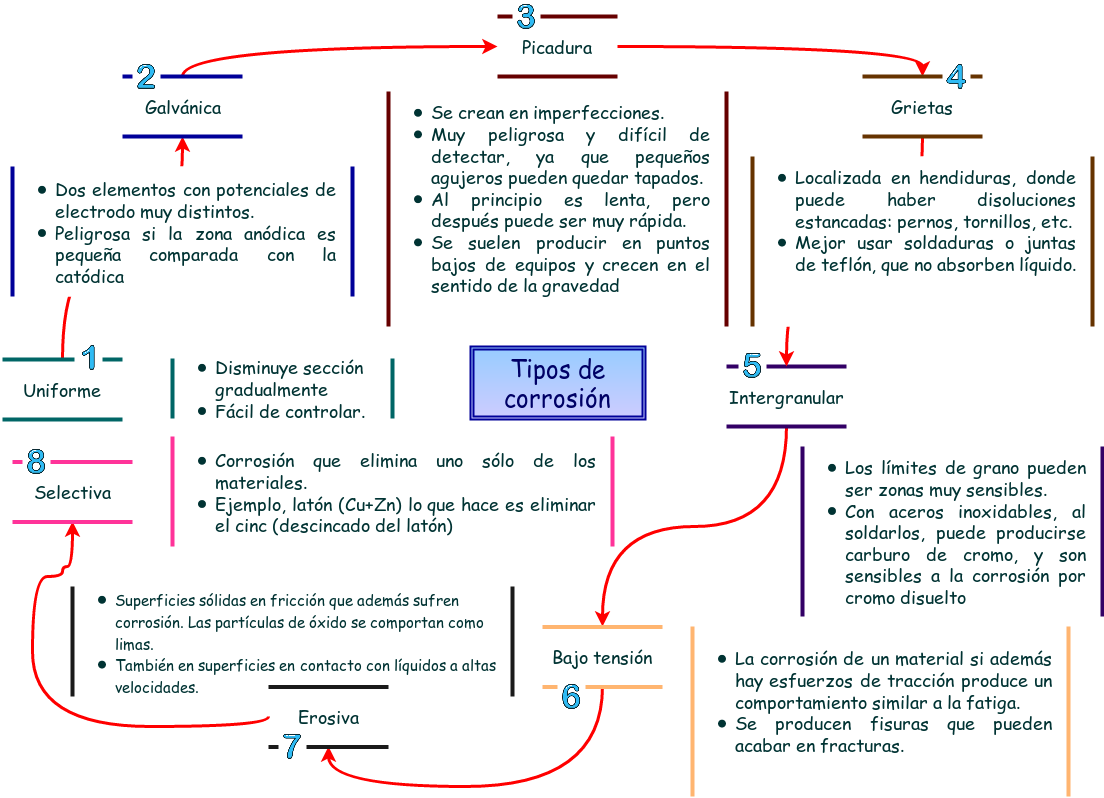 Tipos de
corrosión
1
Uniforme
Disminuye sección
gradualmente
Fácil de controlar.
2
Galvánica
Dos elementos con potenciales de
electrodo muy distintos.
Peligrosa si la zona anódica es
pequeña comparada con la
catódica
3
Picadura
Se crean en imperfecciones.
Muy peligrosa y difícil de
detectar, ya que pequeños
agujeros pueden quedar tapados.
Al principio es lenta, pero
después puede ser muy rápida.
Se suelen producir en puntos
bajos de equipos y crecen en el
sentido de la gravedad
4
Grietas
Localizada en hendiduras, donde
puede haber disoluciones
estancadas: pernos, tornillos, etc.
Mejor usar soldaduras o juntas
de teflón, que no absorben líquido.
5
Intergranular
Los límites de grano pueden
ser zonas muy sensibles.
Con aceros inoxidables, al
soldarlos, puede producirse
carburo de cromo, y son
sensibles a la corrosión por
cromo disuelto
Bajo tensión
6
La corrosión de un material si además
hay esfuerzos de tracción produce un
comportamiento similar a la fatiga.
Se producen fisuras que pueden
acabar en fracturas.
Superficies sólidas en fricción que además sufren
corrosión. Las partículas de óxido se comportan como
limas.
También en superficies en contacto con líquidos a altas
velocidades.
Erosiva
7
8
Selectiva
Corrosión que elimina uno sólo de los
materiales.
Ejemplo, latón (Cu+Zn) lo que hace es eliminar
el cinc (descincado del latón)